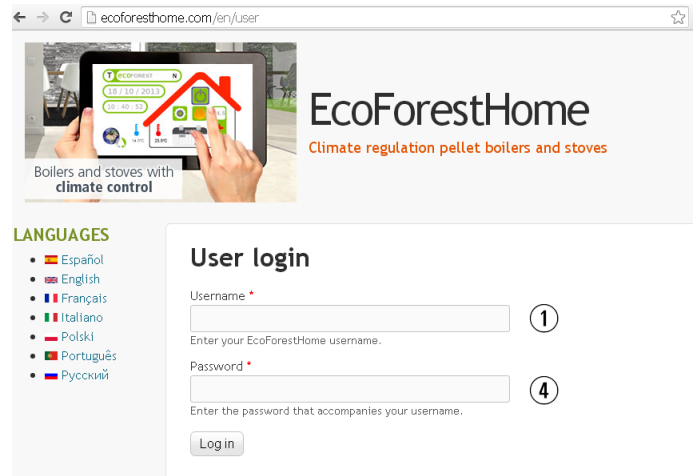 ecoforesthome.com/en/user
T ECOFOREST N
18 / 10 / 2013
10 : 40 : 52
Boilers and stoves with
climate control
EcoForestHome
Climate regulation pellet boilers and stoves
LANGUAGES
Español
English
Français
Italiano
Polski
Português
Русский
User login
Username *
1
Enter your EcoForestHome username.
Password *
4
Enter the password that accompanies your username.
Log in